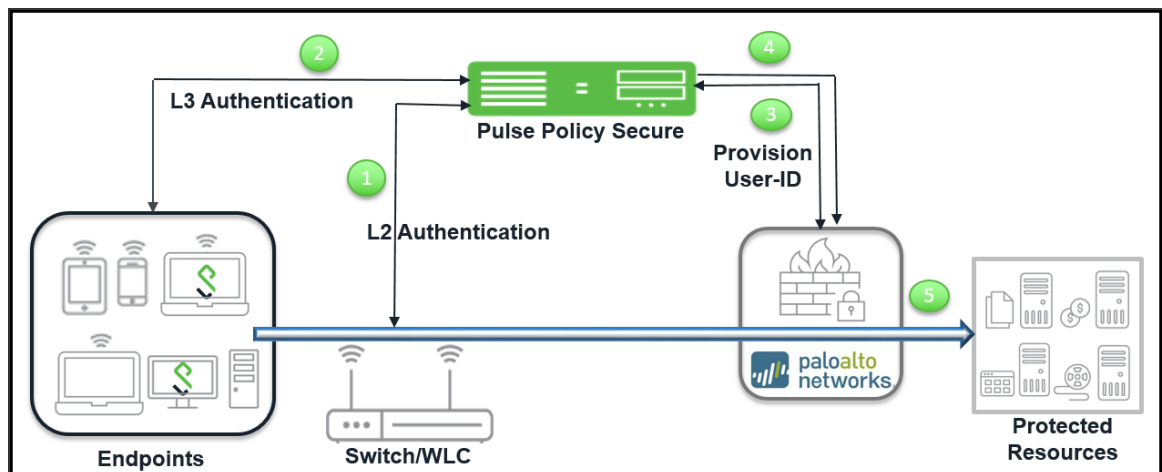 2
4
L3 Authentication
Pulse Policy Secure
3
Provision
User-ID
1
L2 Authentication
5
paloalto
networks
Endpoints
Switch/WLC
Protected
Resources